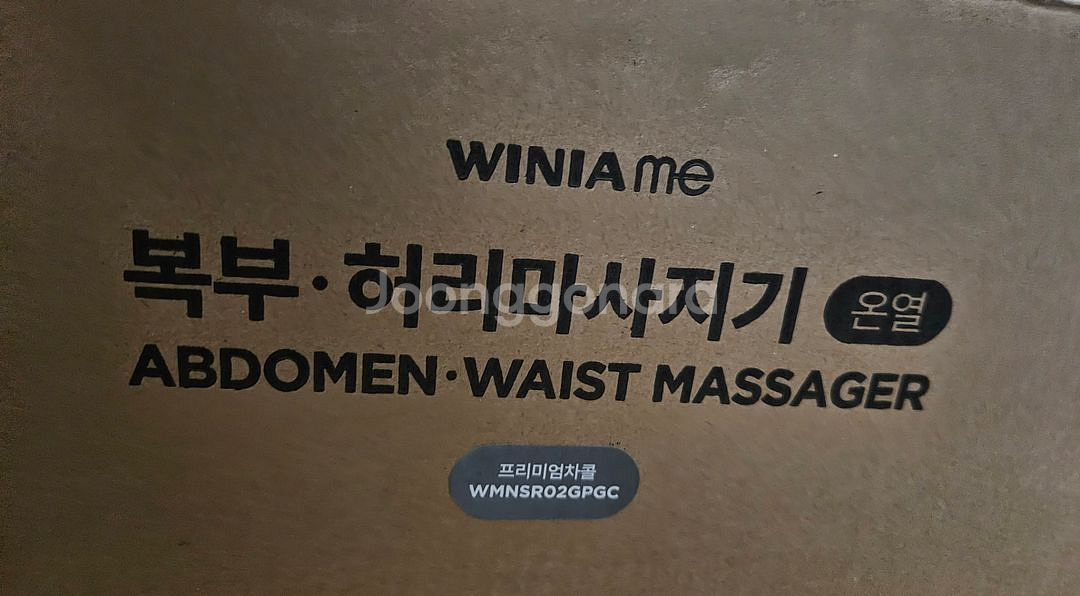 WINIA me
복부·허리마사지기 온열
Joonggonara
ABDOMEN·WAIST MASSAGER
프리미엄차콜
WMNSR02GPGC